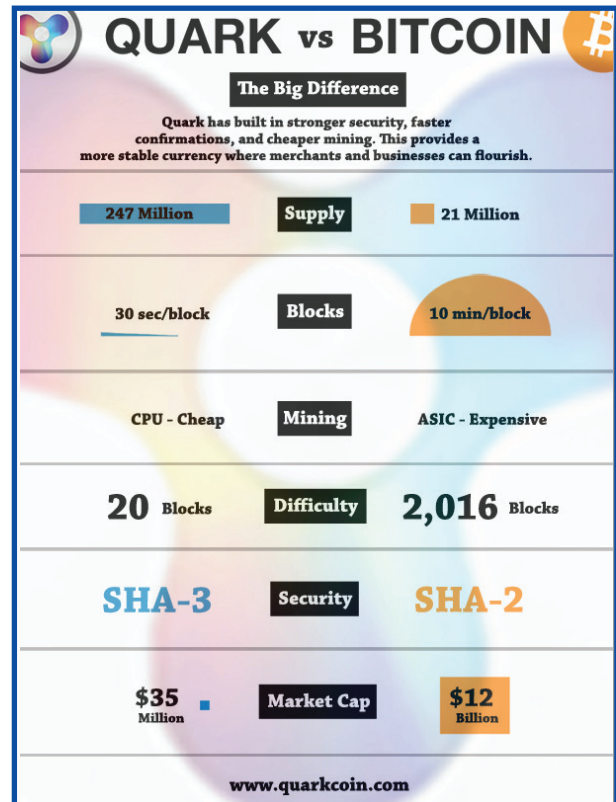 QUARK vs BITCOIN
The Big Difference
Quark has built in stronger security, faster
confirmations, and cheaper mining. This provides a
more stable currency where merchants and businesses can flourish.
247 Million Supply 21 Million
30 sec/block Blocks 10 min/block
CPU - Cheap Mining ASIC - Expensive
20 Blocks Difficulty 2,016 Blocks
SHA-3 Security SHA-2
$35 Million Market Cap $12 Billion
www.quarkcoin.com